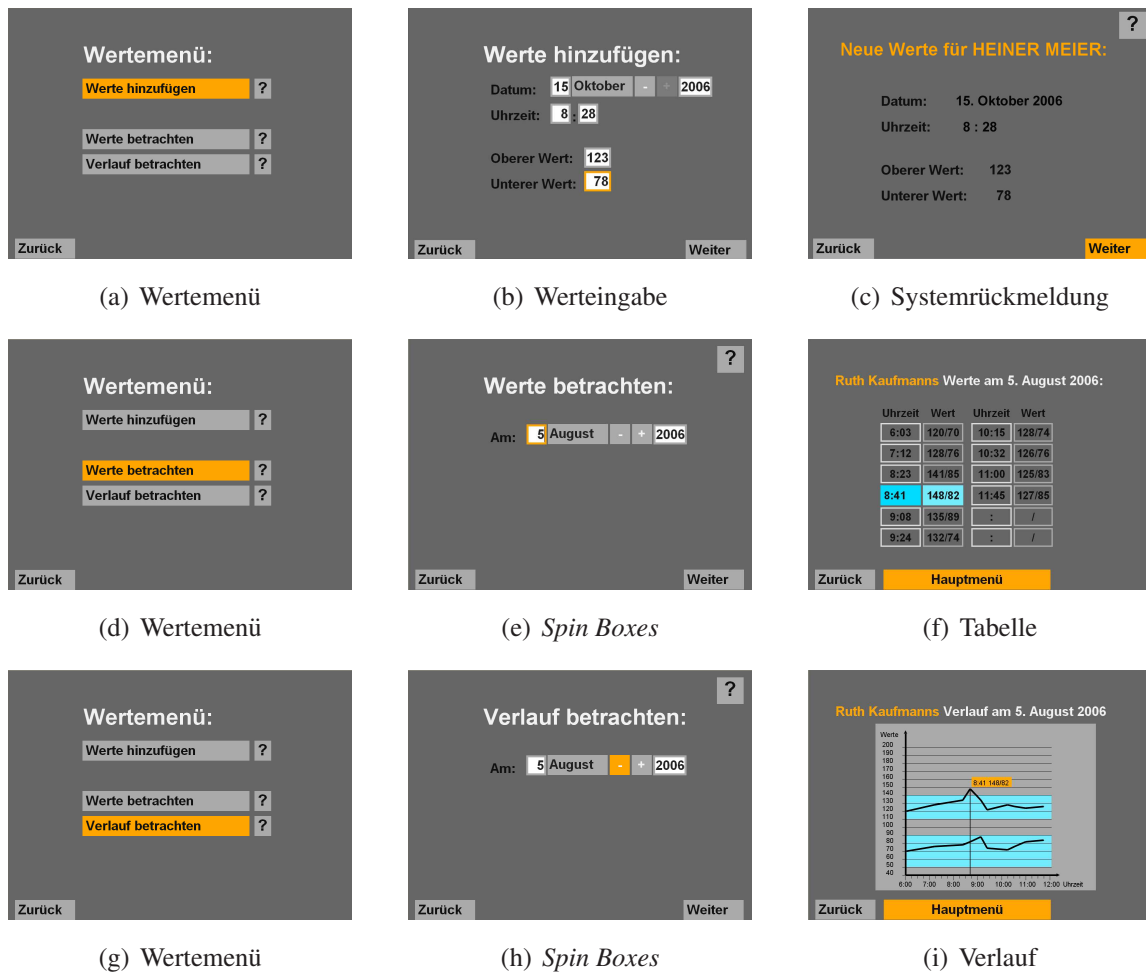 Wertemenü:
Werte hinzufügen ?
Werte betrachten ?
Verlauf betrachten ?
Zurück
(a) Wertemenü
Werte hinzufügen:
Datum: 15 Oktober - + 2006
Uhrzeit: 8 : 28
Oberer Wert: 123
Unterer Wert: 78
Zurück Weiter
(b) Werteingabe
?
Neue Werte für HEINER MEIER:
Datum: 15. Oktober 2006
Uhrzeit: 8 : 28
Oberer Wert: 123
Unterer Wert: 78
Zurück Weiter
(c) Systemrückmeldung
Wertemenü:
Werte hinzufügen ?
Werte betrachten ?
Verlauf betrachten ?
Zurück
(d) Wertemenü
?
Werte betrachten:
Am: 5 August - + 2006
Zurück Weiter
(e) Spin Boxes
Ruth Kaufmanns Werte am 5. August 2006:
Uhrzeit Wert Uhrzeit Wert
6:03 120/70 10:15 128/74
7:12 128/76 10:32 126/76
8:23 141/85 11:00 125/83
8:41 148/82 11:45 127/85
9:08 135/89 : /
9:24 132/74 : /
Zurück Hauptmenü
(f) Tabelle
Wertemenü:
Werte hinzufügen ?
Werte betrachten ?
Verlauf betrachten ?
Zurück
(g) Wertemenü
?
Verlauf betrachten:
Am: 5 August - + 2006
Zurück Weiter
(h) Spin Boxes
Ruth Kaufmanns Verlauf am 5. August 2006
Werte
200
190
180
170
160
150
8:41 148/82
140
130
120
110
100
90
80
70
60
50
40
6:00 7:00 8:00 9:00 10:00 11:00 12:00 Uhrzeit
Zurück Hauptmenü
(i) Verlauf